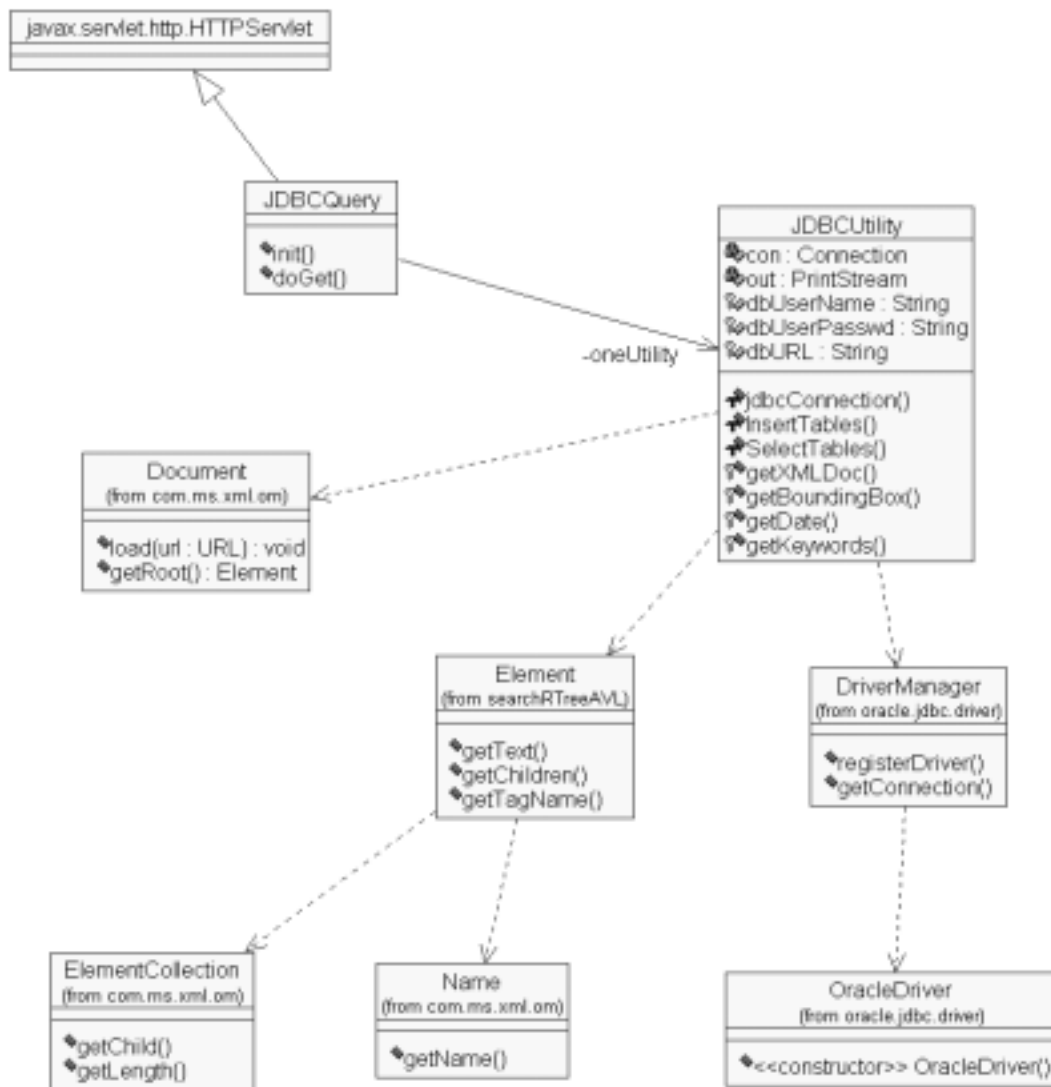 javax.servlet.http.HTTPServlet
JDBCQuery
init()
doGet()
JDBCUtility
con : Connection
out : PrintStream
dbUserName : String
dbUserPasswd : String
dbURL : String
jdbcConnection()
InsertTables()
SelectTables()
getXMLDoc()
getBoundingBox()
getDate()
getKeywords()
-oneUtility
Document
(from com.ms.xml.om)
load(url : URL) : void
getRoot() : Element
Element
(from searchRTreeAVL)
getText()
getChildren()
getTagName()
DriverManager
(from oracle.jdbc.driver)
registerDriver()
getConnection()
ElementCollection
(from com.ms.xml.om)
getChild()
getLength()
Name
(from com.ms.xml.om)
getName()
OracleDriver
(from oracle.jdbc.driver)
<<constructor>> OracleDriver()